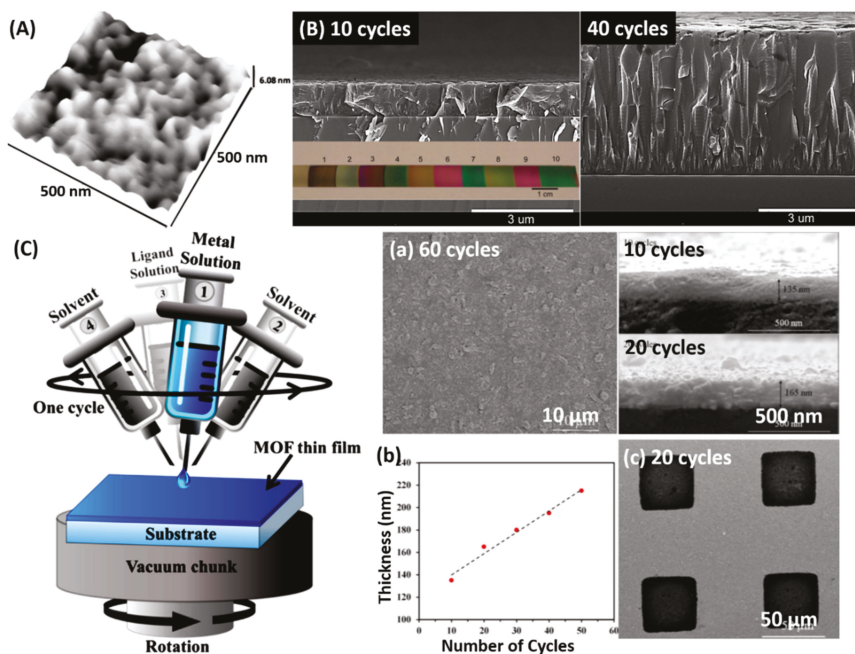 (A)
6.08 nm
500 nm
500 nm
(B) 10 cycles
1 2 3 4 5 6 7 8 9 10
1 cm
3 μm
40 cycles
3 μm
(C)
Ligand
Solution
3
Metal
Solution
1
Solvent
4
Solvent
2
One cycle
MOF thin film
Substrate
Vacuum chunk
Rotation
(a) 60 cycles
10 μm
10 cycles
135 nm
500 nm
20 cycles
165 nm
500 nm
(b)
Thickness (nm)
240
220
200
180
160
140
120
100
0 10 20 30 40 50 60
Number of Cycles
(c) 20 cycles
50 μm